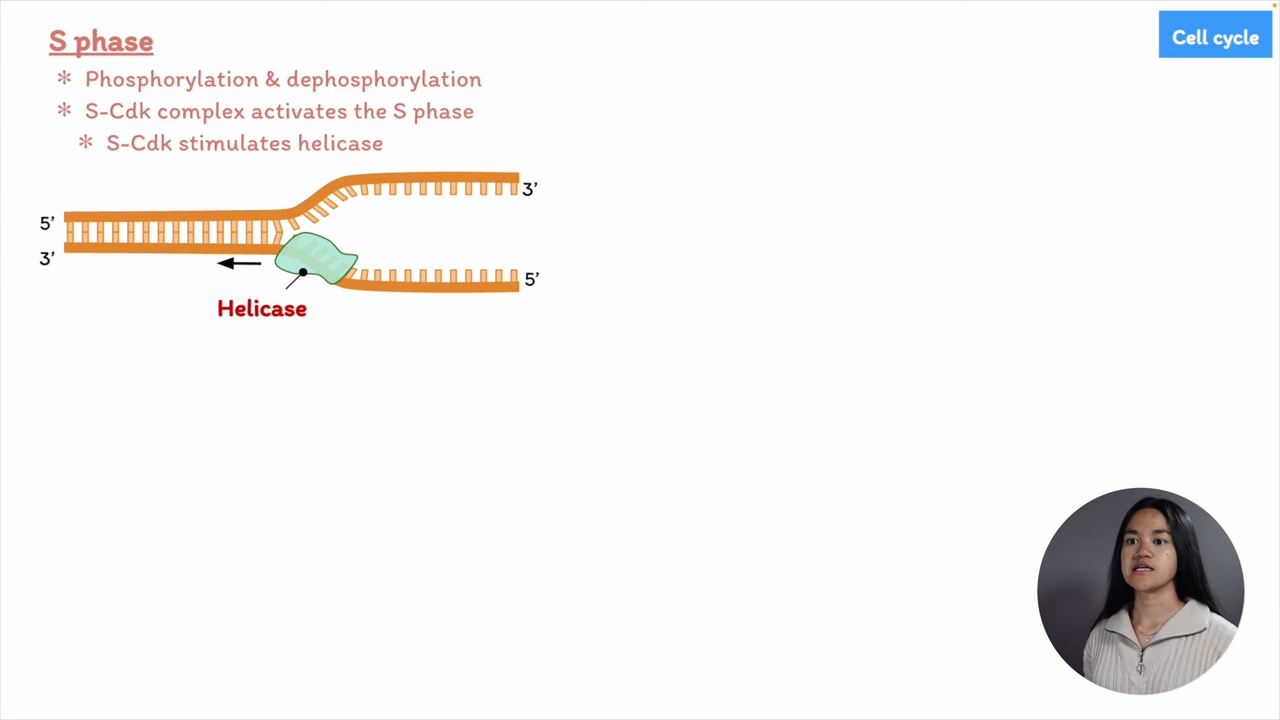 S phase
Cell cycle
* Phosphorylation & dephosphorylation
* S-Cdk complex activates the S phase
* S-Cdk stimulates helicase
3’
5’
3’
5’
Helicase